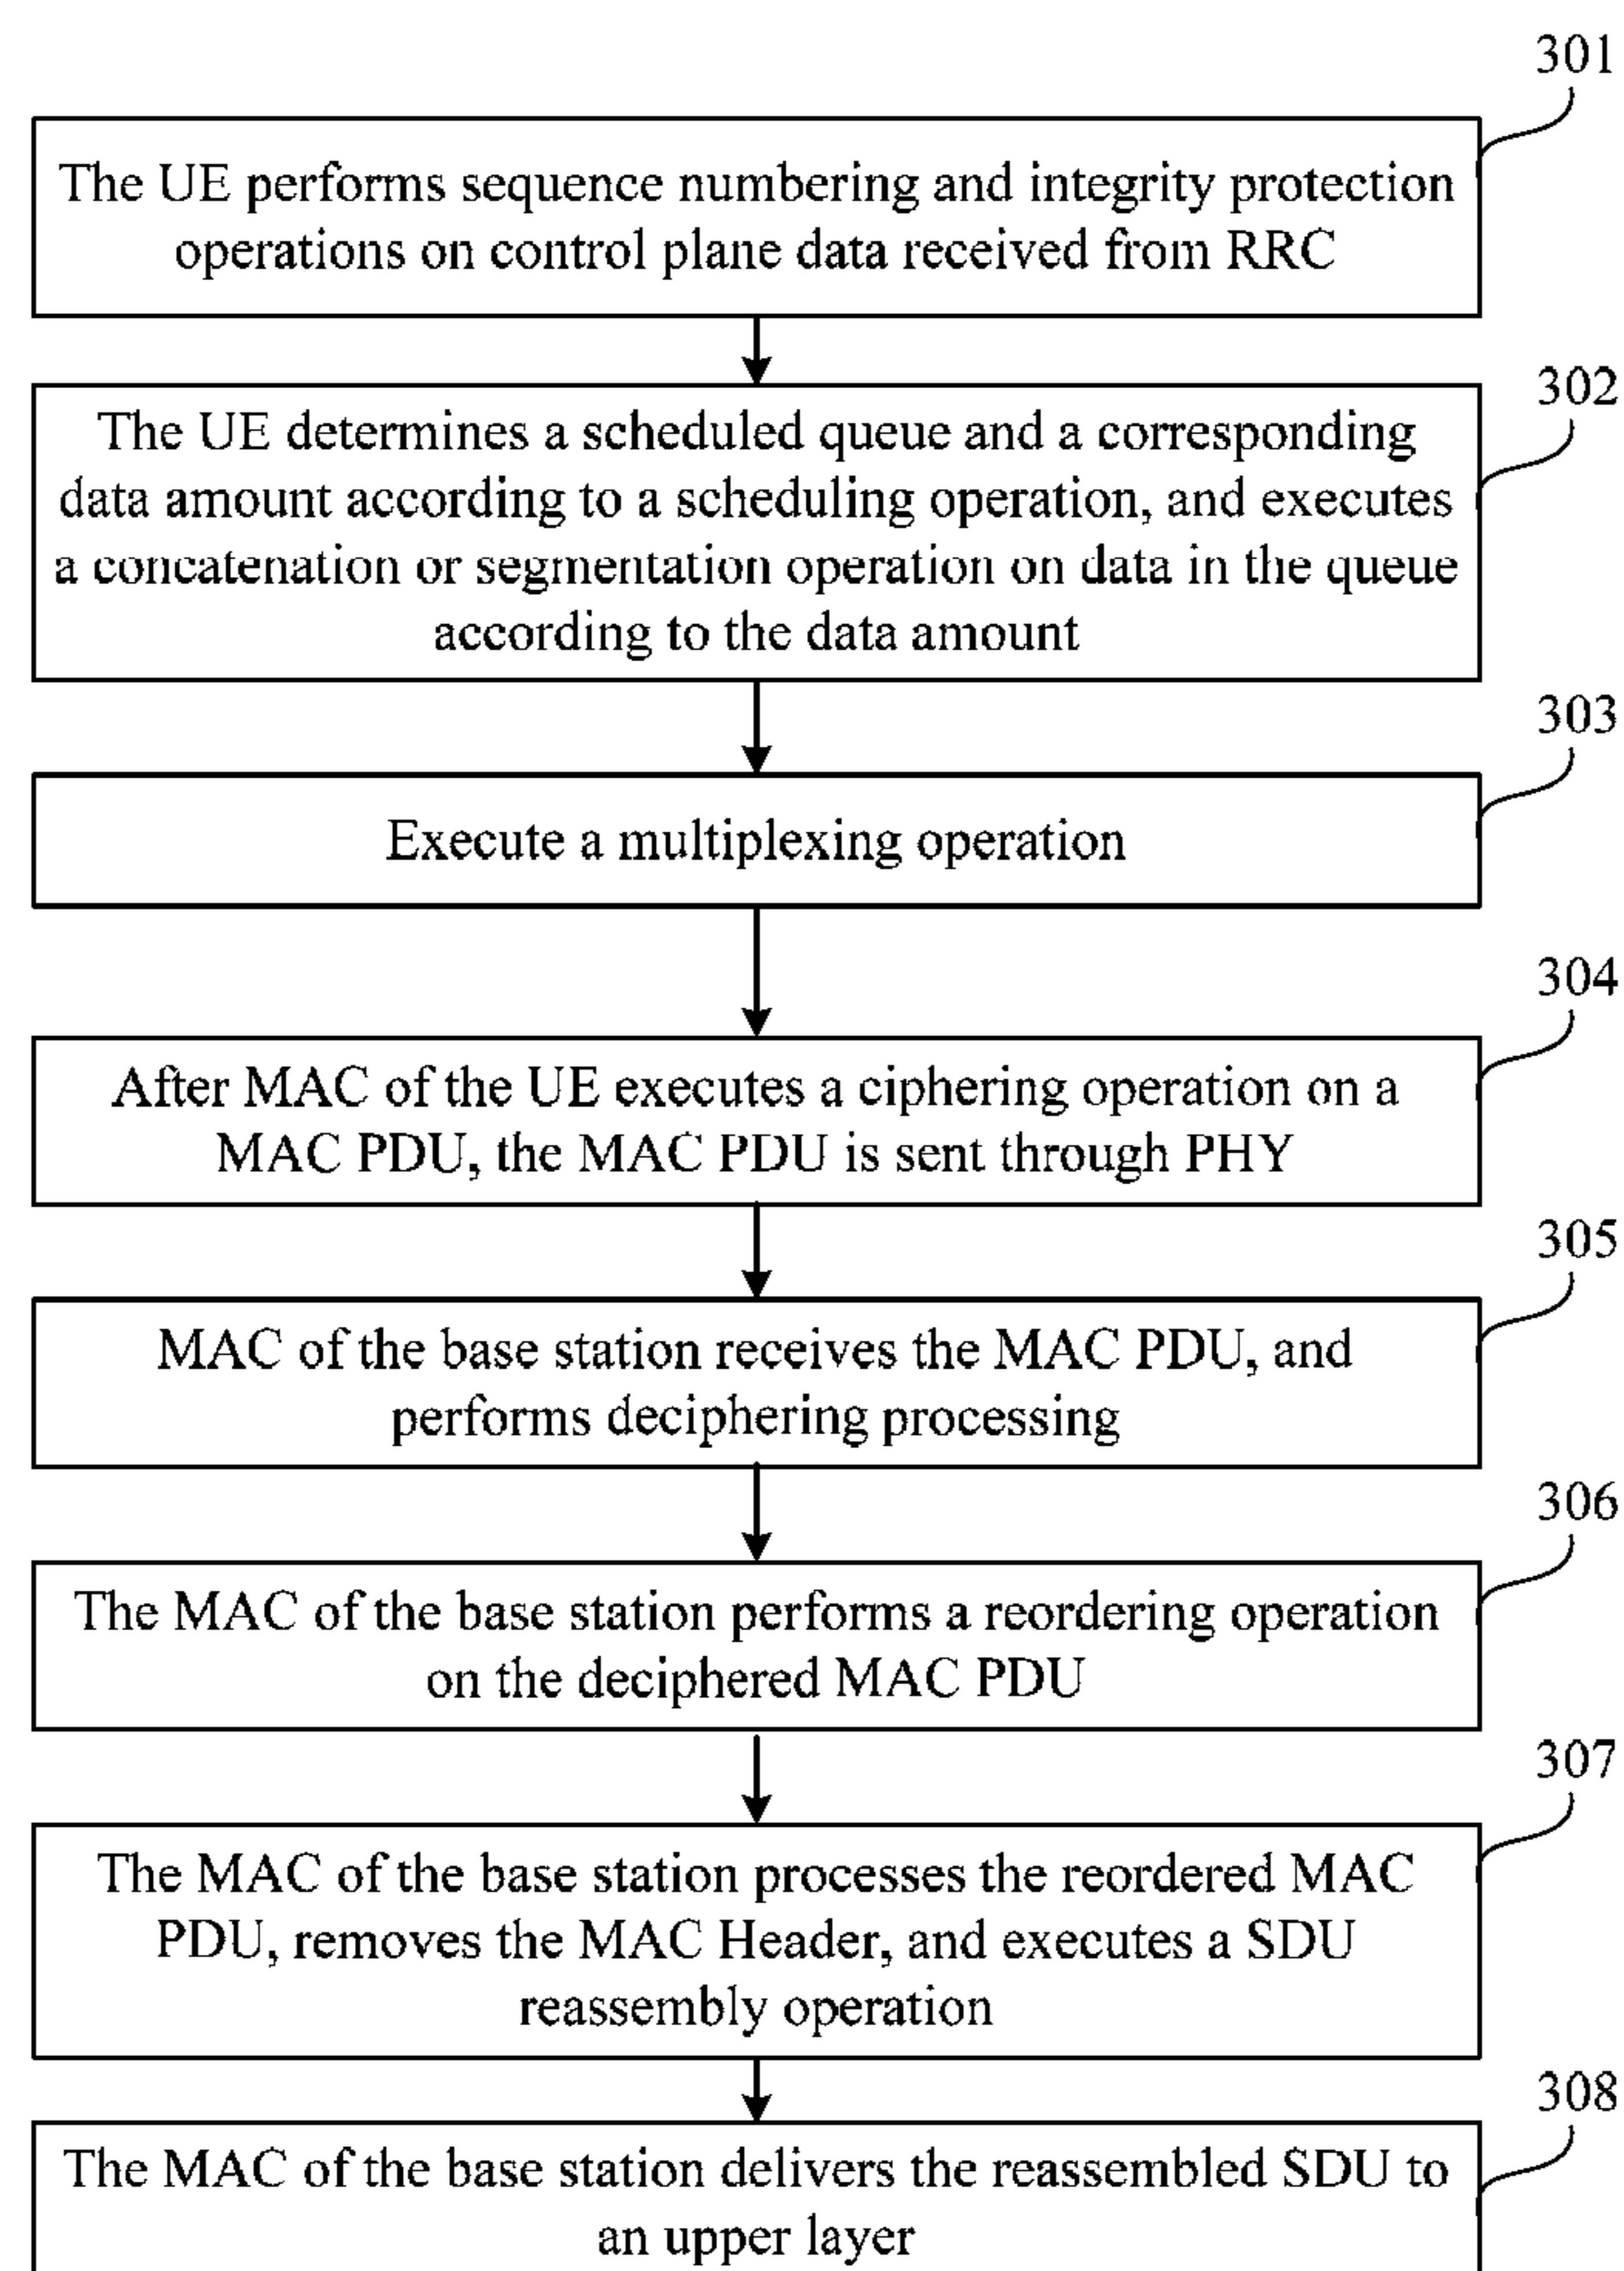 301
The UE performs sequence numbering and integrity protection
operations on control plane data received from RRC
302
The UE determines a scheduled queue and a corresponding
data amount according to a scheduling operation, and executes
a concatenation or segmentation operation on data in the queue
according to the data amount
303
Execute a multiplexing operation
304
After MAC of the UE executes a ciphering operation on a
MAC PDU, the MAC PDU is sent through PHY
305
MAC of the base station receives the MAC PDU, and
performs deciphering processing
306
The MAC of the base station performs a reordering operation
on the deciphered MAC PDU
307
The MAC of the base station processes the reordered MAC
PDU, removes the MAC Header, and executes a SDU
reassembly operation
308
The MAC of the base station delivers the reassembled SDU to
an upper layer